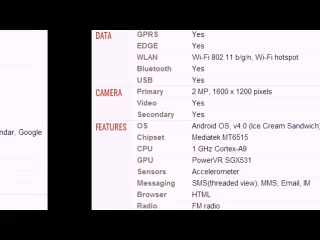 DATA GPRS Yes
EDGE Yes
WLAN Wi-Fi 802.11 b/g/n, Wi-Fi hotspot
Bluetooth Yes
USB Yes
CAMERA Primary 2 MP, 1600 x 1200 pixels
Video Yes
Secondary Yes
FEATURES OS Android OS, v4.0 (Ice Cream Sandwich)
ndar, Google
Chipset Mediatek MT6515
CPU 1 GHz Cortex-A9
GPU PowerVR SGX531
Sensors Accelerometer
Messaging SMS(threaded view), MMS, Email, IM
Browser HTML
Radio FM radio